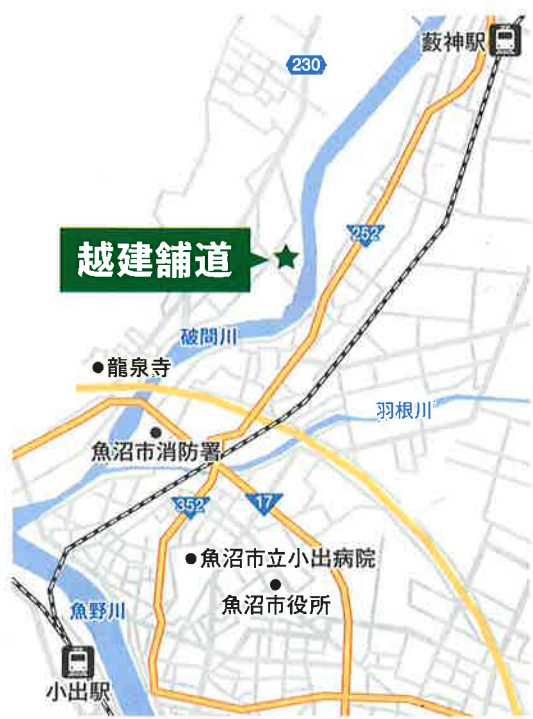 藪神駅
230
252
越建舗道
破間川
龍泉寺
羽根川
魚沼市消防署
352
17
魚沼市立小出病院
魚沼市役所
魚野川
小出駅